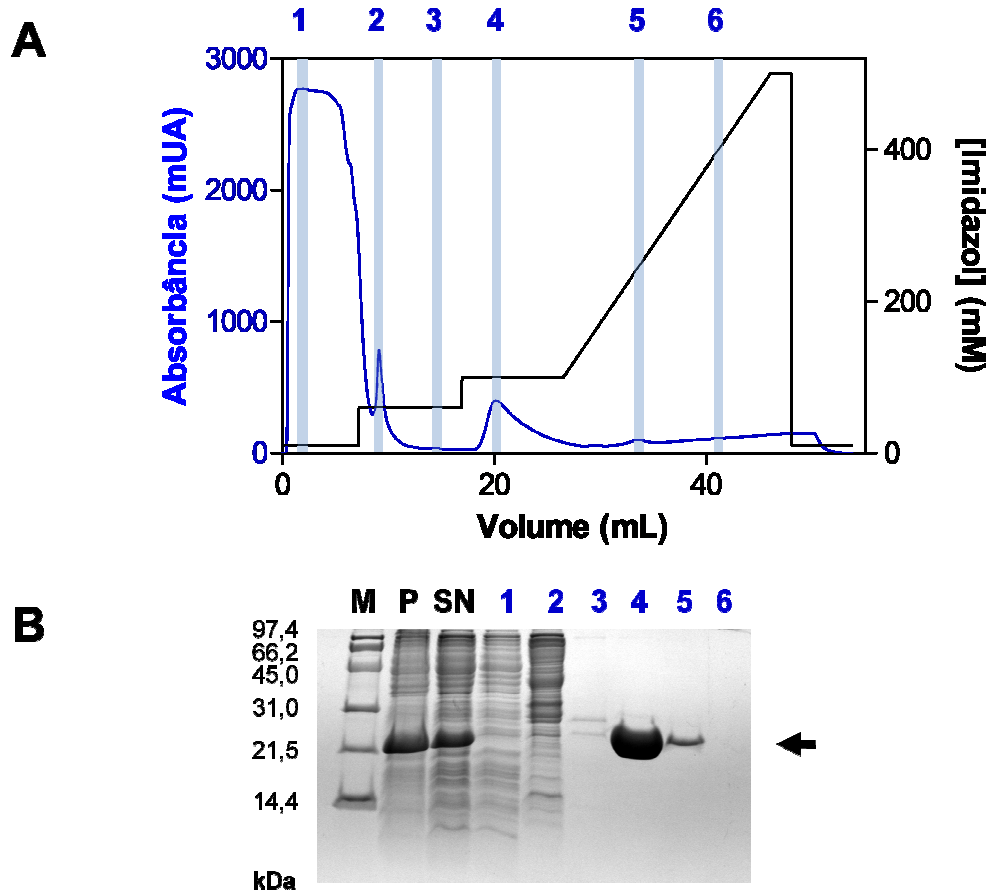 A
1 2 3 4 5 6
3000
2000
1000
0
Absorbância (mUA)
400
200
0
[Imidazol] (mM)
0 20 40
Volume (mL)
B
M P SN 1 2 3 4 5 6
97,4
66,2
45,0
31,0
21,5
14,4
kDa